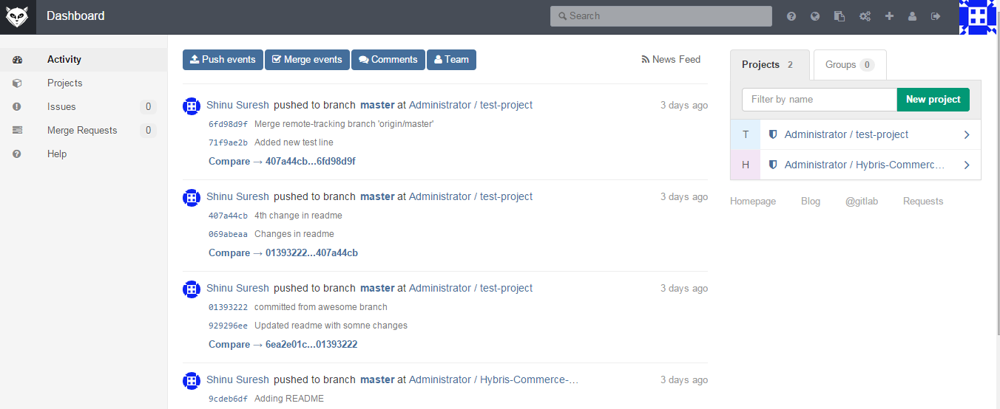 Dashboard
Search
Activity
Projects
Issues 0
Merge Requests 0
Help
Push events Merge events Comments Team
News Feed
Shinu Suresh pushed to branch master at Administrator / test-project 3 days ago
6fd98d9f Merge remote-tracking branch 'origin/master'
71f9ae2b Added new test line
Compare → 407a44cb...6fd98d9f
Shinu Suresh pushed to branch master at Administrator / test-project 3 days ago
407a44cb 4th change in readme
069abeaa Changes in readme
Compare → 01393222...407a44cb
Shinu Suresh pushed to branch master at Administrator / test-project 3 days ago
01393222 committed from awesome branch
929296ee Updated readme with somne changes
Compare → 6ea2e01c...01393222
Shinu Suresh pushed to branch master at Administrator / Hybris-Commerce-... 3 days ago
9cdeb6df Adding README
Projects 2 Groups 0
Filter by name New project
T Administrator / test-project
H Administrator / Hybris-Commerc...
Homepage Blog @gitlab Requests